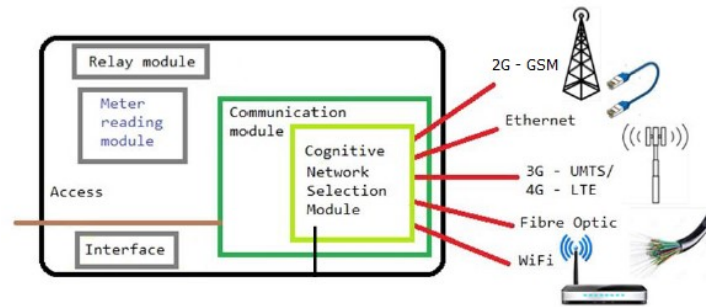 Relay module
Meter
reading
module
Access
Interface
Communication
module
Cognitive
Network
Selection
Module
2G - GSM
Ethernet
3G - UMTS/
4G - LTE
Fibre Optic
WiFi